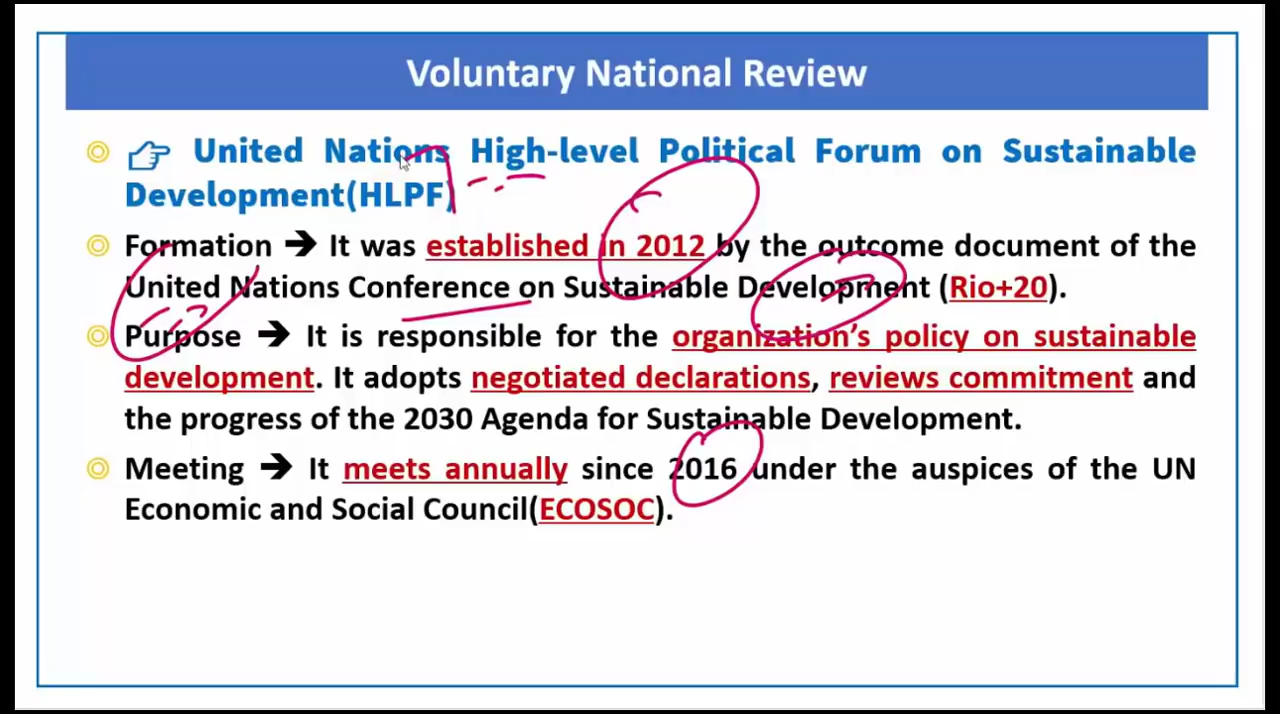 Voluntary National Review
United Nations High-level Political Forum on Sustainable
Development(HLPF)
Formation → It was established in 2012 by the outcome document of the
United Nations Conference on Sustainable Development (Rio+20).
Purpose → It is responsible for the organization's policy on sustainable
development. It adopts negotiated declarations, reviews commitment and
the progress of the 2030 Agenda for Sustainable Development.
Meeting → It meets annually since 2016 under the auspices of the UN
Economic and Social Council(ECOSOC).